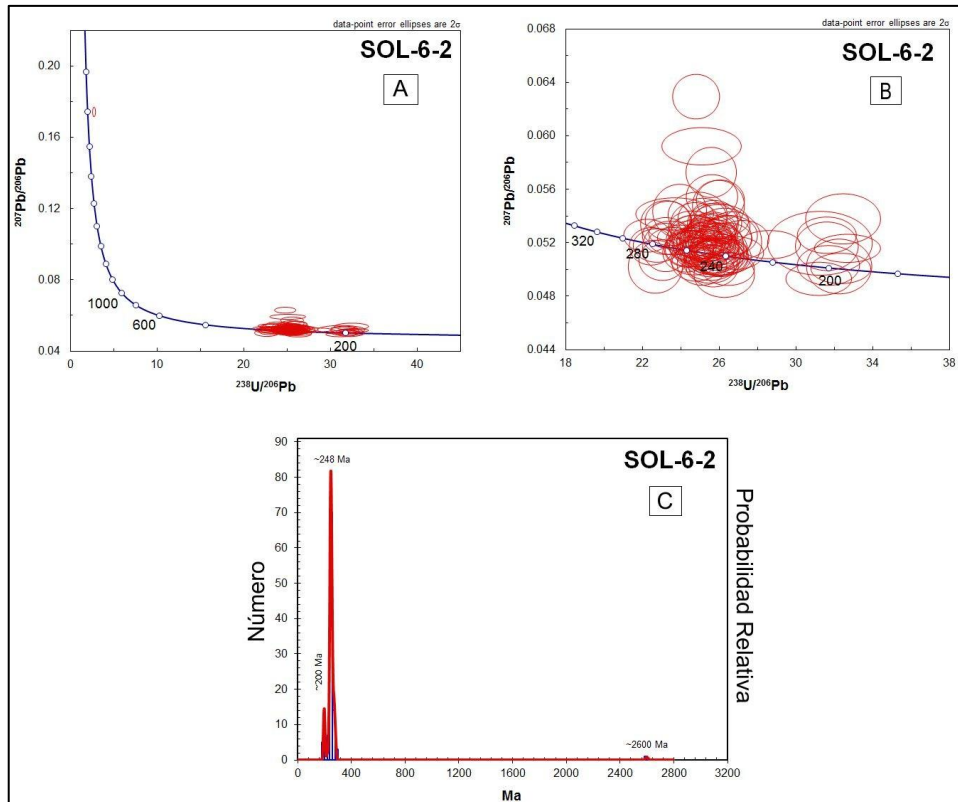 data-point error ellipses are 2σ
SOL-6-2
A
0.20
0.16
0.12
0.08
0.04
1000
600
200
0
10
20
30
40
²⁰⁷Pb/²⁰⁶Pb
²³⁸U/²⁰⁶Pb
data-point error ellipses are 2σ
SOL-6-2
B
0.068
0.064
0.060
0.056
0.052
0.048
0.044
320
280
240
200
18
22
26
30
34
38
²⁰⁷Pb/²⁰⁶Pb
²³⁸U/²⁰⁶Pb
SOL-6-2
C
90
80
70
60
50
40
30
20
10
0
~248 Ma
~200 Ma
~2600 Ma
0
400
800
1200
1600
2000
2400
2800
3200
Número
Probabilidad Relativa
Ma